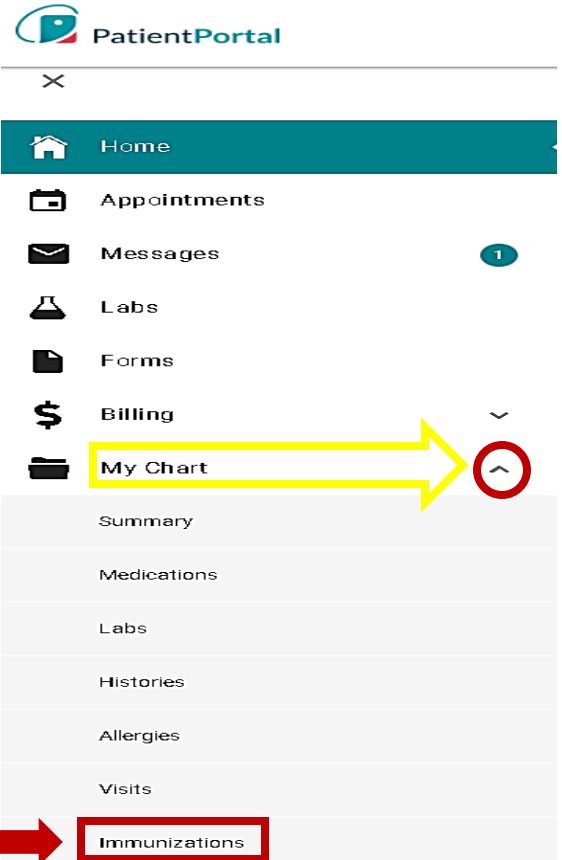 PatientPortal
Home
Appointments
Messages 1
Labs
Forms
$ Billing
My Chart
Summary
Medications
Labs
Histories
Allergies
Visits
Immunizations